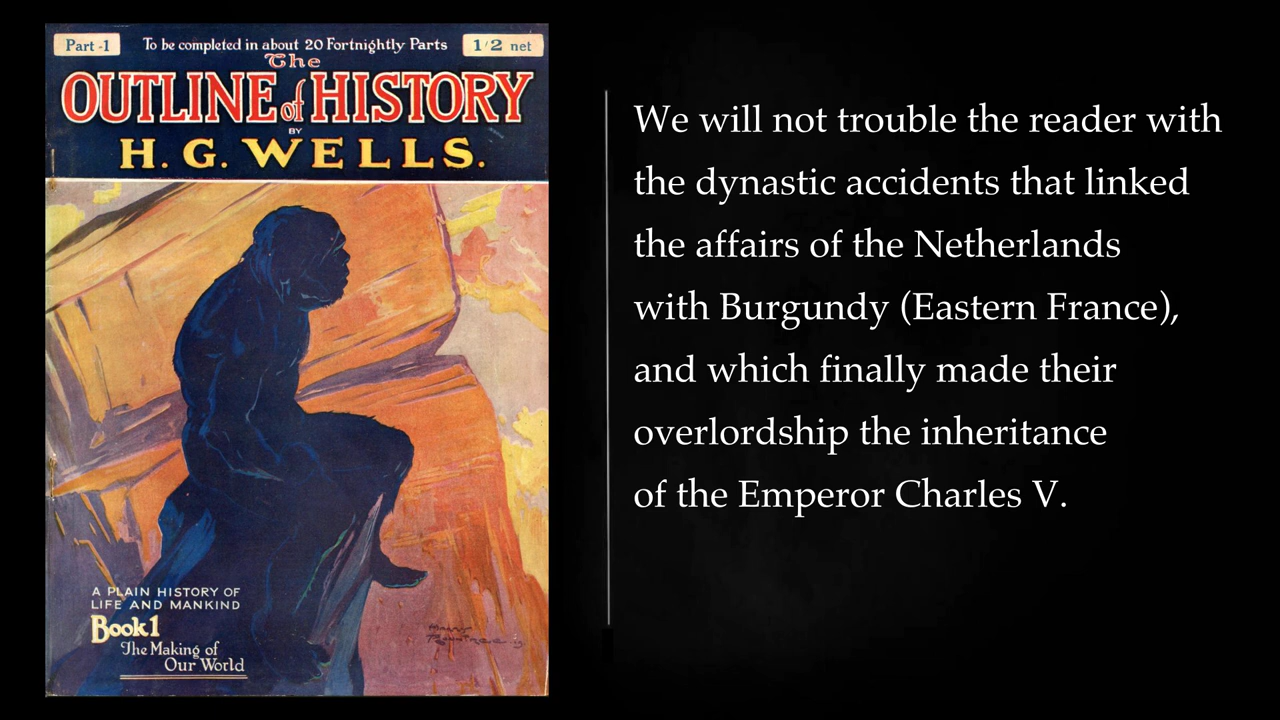 Part -1
To be completed in about 20 Fortnightly Parts
1/2 net
The
OUTLINE of HISTORY
BY
H. G. WELLS.
A PLAIN HISTORY OF
LIFE AND MANKIND
Book 1
The Making of
Our World
We will not trouble the reader with
the dynastic accidents that linked
the affairs of the Netherlands
with Burgundy (Eastern France),
and which finally made their
overlordship the inheritance
of the Emperor Charles V.